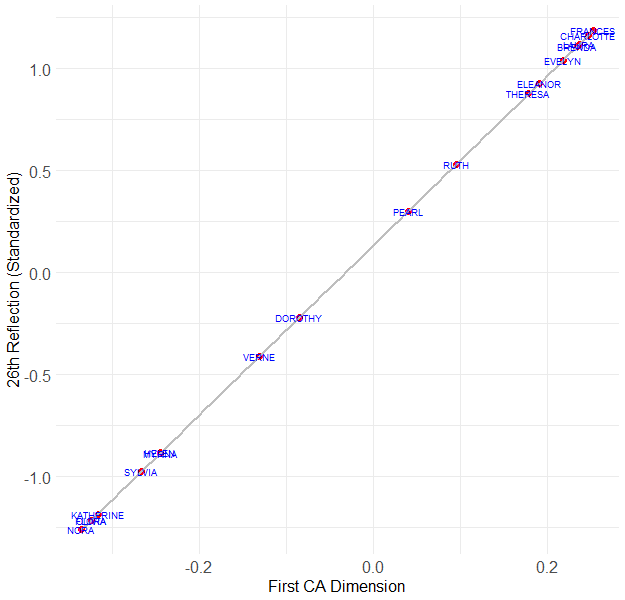 FRANCES
CHARLOTTE
BRENDA
1.0
EVELYN
ELEANOR
THERESA
0.5
RUTH
PEARL
0.0
DOROTHY
VERNE
-0.5
-1.0
SYLVIA
KATHERINE
NORA
-0.2
0.0
0.2
First CA Dimension
26th Reflection (Standardized)